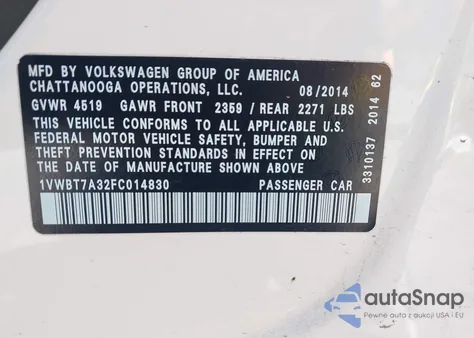 MFD BY VOLKSWAGEN GROUP OF AMERICA
CHATTANOOGA OPERATIONS, LLC. 08/2014
GVWR 4519 GAWR FRONT 2359 / REAR 2271 LBS
THIS VEHICLE CONFORMS TO ALL APPLICABLE U.S.
FEDERAL MOTOR VEHICLE SAFETY, BUMPER AND
THEFT PREVENTION STANDARDS IN EFFECT ON
THE DATE OF MANUFACTURE SHOWN ABOVE
1VWBT7A32FC014830 PASSENGER CAR
3310137 2014 62
autoSnap
Pewne auta z USA i EU